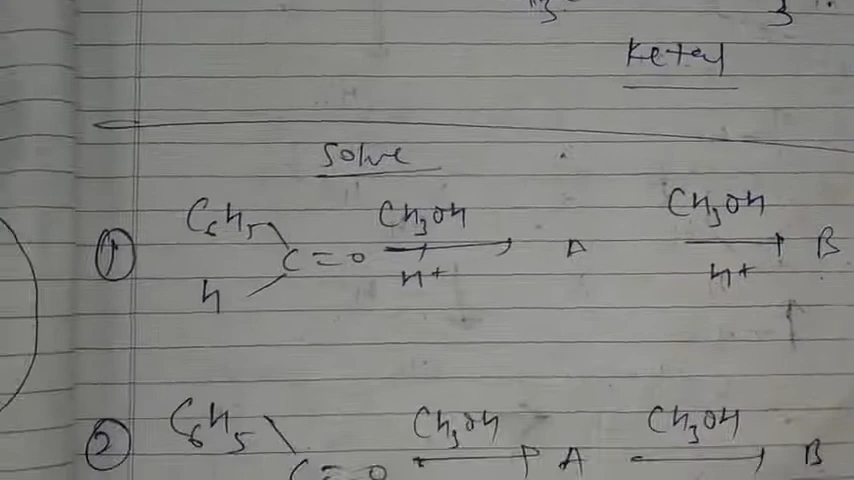 Ketal
Solve
① C6H5 CH3OH CH3OH
C=O → A → B
H H+ H+
② C6H5 CH3OH CH3OH
C=O → A → B